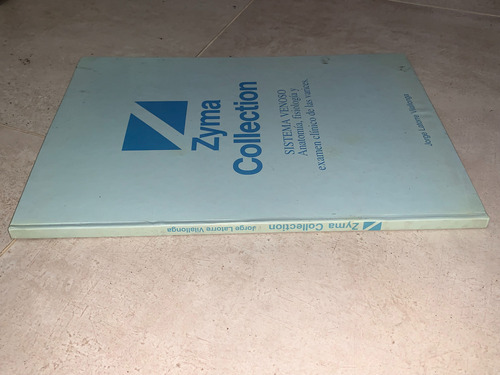 Zyma
Collection
SISTEMA VENOSO
Anatomía, fisiología y
examen clínico de las varices.
Jorge Latorre Vilallonga
Zyma Collection Jorge Latorre Vilallonga